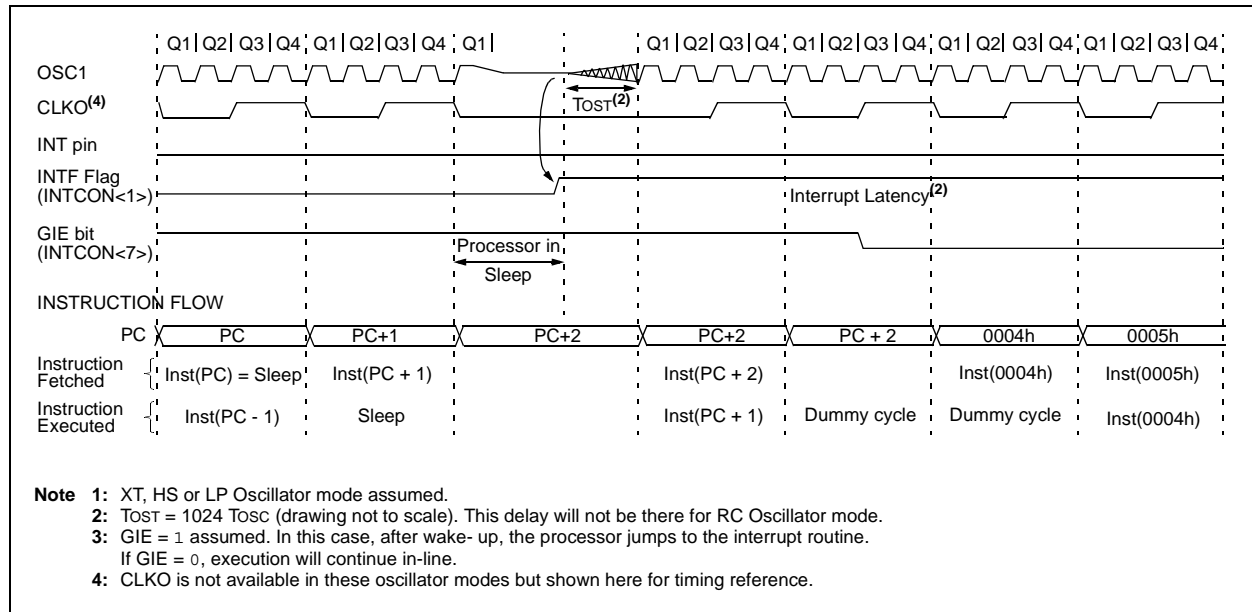 Q1 Q2 Q3 Q4 Q1 Q2 Q3 Q4 Q1 Q1 Q2 Q3 Q4 Q1 Q2 Q3 Q4 Q1 Q2 Q3 Q4 Q1 Q2 Q3 Q4
OSC1
CLKO(4)
TOST(2)
INT pin
INTF Flag
(INTCON<1>)
Interrupt Latency(2)
GIE bit
(INTCON<7>)
Processor in
Sleep
INSTRUCTION FLOW
PC PC PC+1 PC+2 PC+2 PC + 2 0004h 0005h
Instruction
Fetched
Inst(PC) = Sleep Inst(PC + 1) Inst(PC + 2) Inst(0004h) Inst(0005h)
Instruction
Executed
Inst(PC - 1) Sleep Inst(PC + 1) Dummy cycle Dummy cycle Inst(0004h)
Note 1: XT, HS or LP Oscillator mode assumed.
2: TOST = 1024 TOSC (drawing not to scale). This delay will not be there for RC Oscillator mode.
3: GIE = 1 assumed. In this case, after wake- up, the processor jumps to the interrupt routine.
If GIE = 0, execution will continue in-line.
4: CLKO is not available in these oscillator modes but shown here for timing reference.